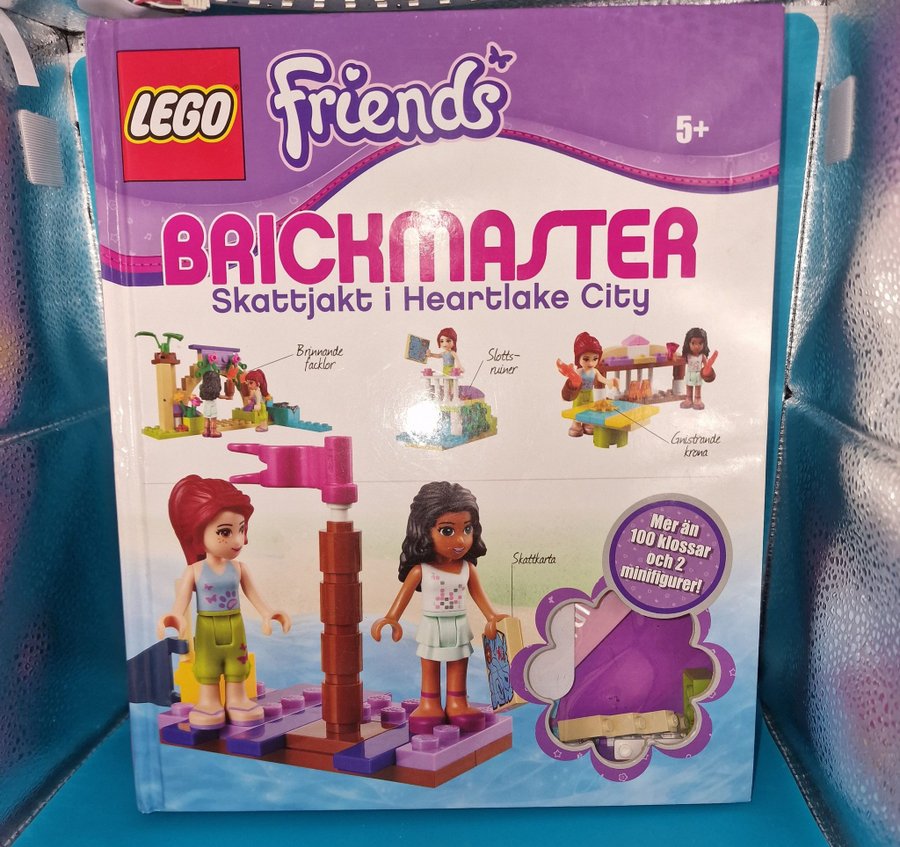 LEGO
friends
5+
BRICKMASTER
Skattjakt i Heartlake City
Brinnande
facklor
Slotts-
ruiner
Gnistrande
krona
Skattkarta
Mer än
100 klossar
och 2
minifigurer!